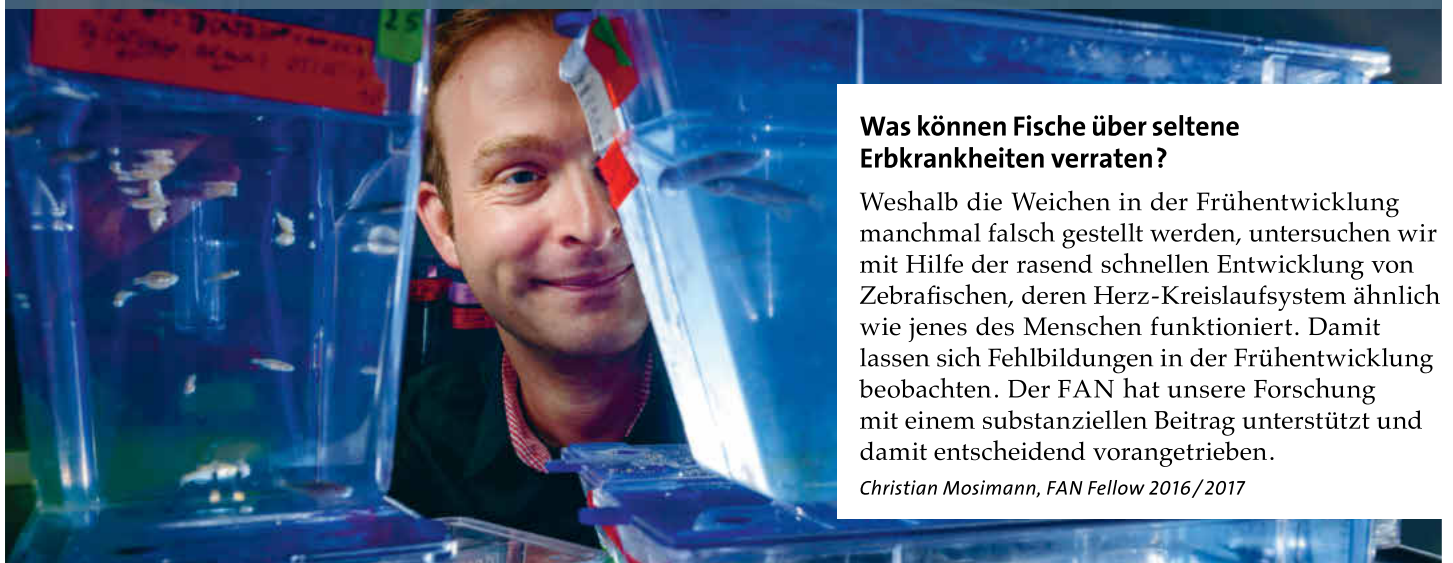 25
Was können Fische über seltene
Erbkrankheiten verraten?
Weshalb die Weichen in der Frühentwicklung
manchmal falsch gestellt werden, untersuchen wir
mit Hilfe der rasend schnellen Entwicklung von
Zebrafischen, deren Herz-Kreislaufsystem ähnlich
wie jenes des Menschen funktioniert. Damit
lassen sich Fehlbildungen in der Frühentwicklung
beobachten. Der FAN hat unsere Forschung
mit einem substanziellen Beitrag unterstützt und
damit entscheidend vorangetrieben.
Christian Mosimann, FAN Fellow 2016/2017